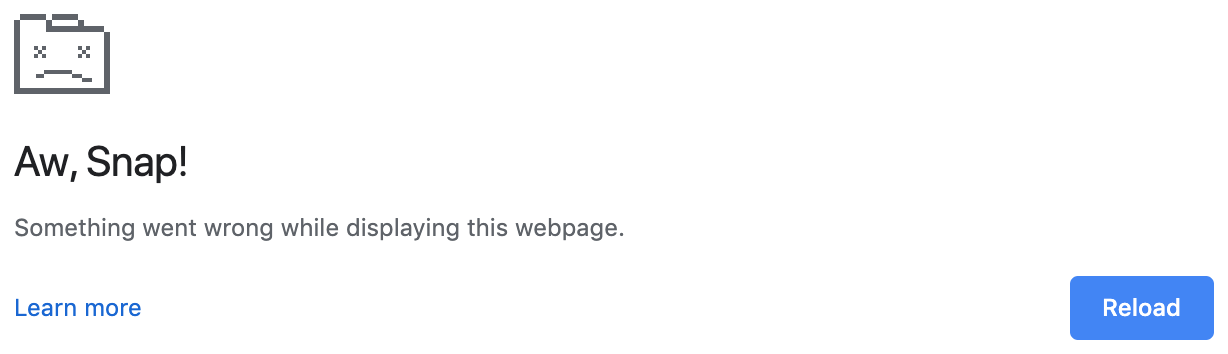 Aw, Snap!
Something went wrong while displaying this webpage.
Learn more
Reload